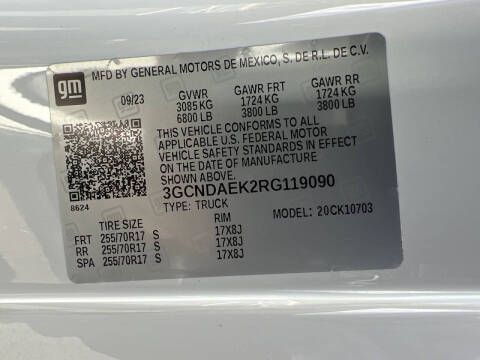 gm
MFD BY GENERAL MOTORS DE MEXICO, S. DE R.L. DE C.V.
09/23 GVWR GAWR FRT GAWR RR
3085 KG 1724 KG 1724 KG
6800 LB 3800 LB 3800 LB
THIS VEHICLE CONFORMS TO ALL
APPLICABLE U.S. FEDERAL MOTOR
VEHICLE SAFETY STANDARDS IN EFFECT
ON THE DATE OF MANUFACTURE
SHOWN ABOVE.
8624 3GCNDAEK2RG119090
TYPE: TRUCK MODEL: 20CK10703
TIRE SIZE RIM
FRT 255/70R17 S 17X8J
RR 255/70R17 S 17X8J
SPA 255/70R17 S 17X8J